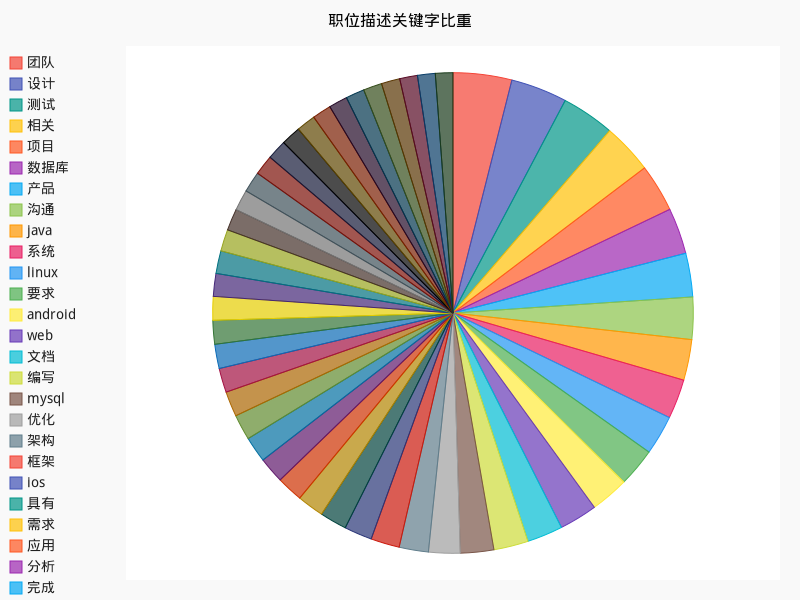 职位描述关键字比重
团队
设计
测试
相关
项目
数据库
产品
沟通
java
系统
linux
要求
android
web
文档
编写
mysql
优化
架构
框架
ios
具有
需求
应用
分析
完成